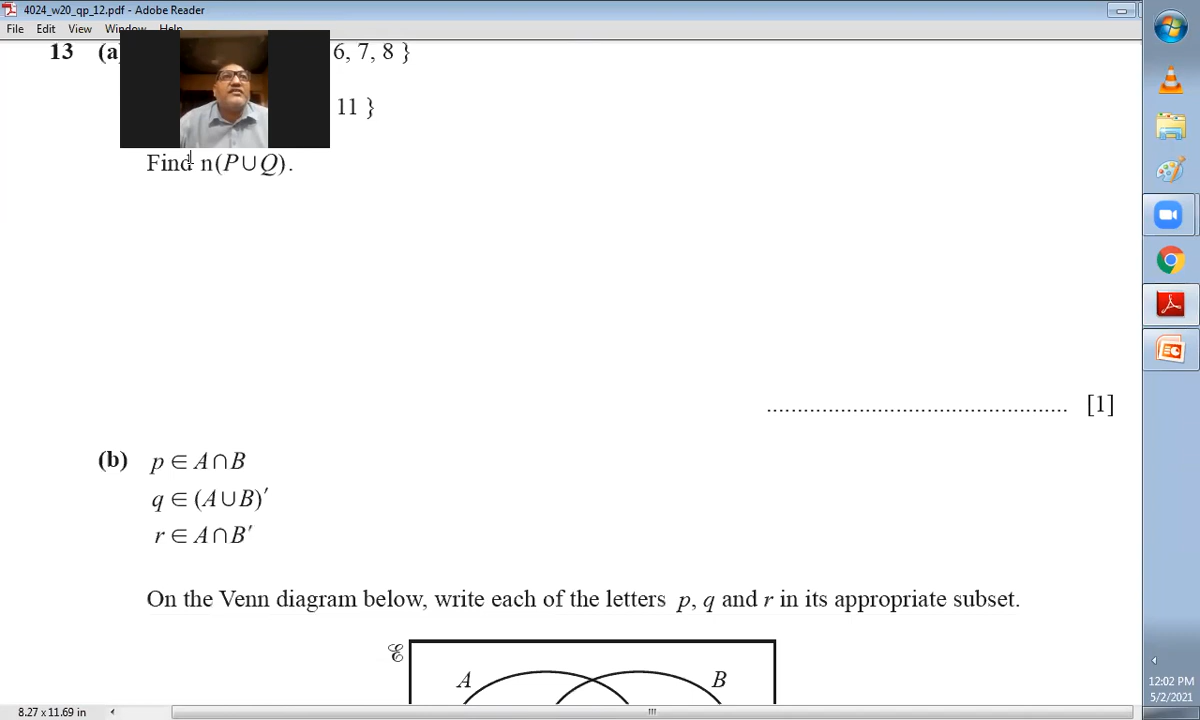 4024_w20_qp_12.pdf - Adobe Reader
File Edit View Window Help
13 (a) 6, 7, 8 }
11 }
Find n(P∪Q).
[1]
(b) p ∈ A∩B
q ∈ (A∪B)′
r ∈ A∩B′
On the Venn diagram below, write each of the letters p, q and r in its appropriate subset.
ℰ
A B
8.27 x 11.69 in
12:02 PM
5/2/2021